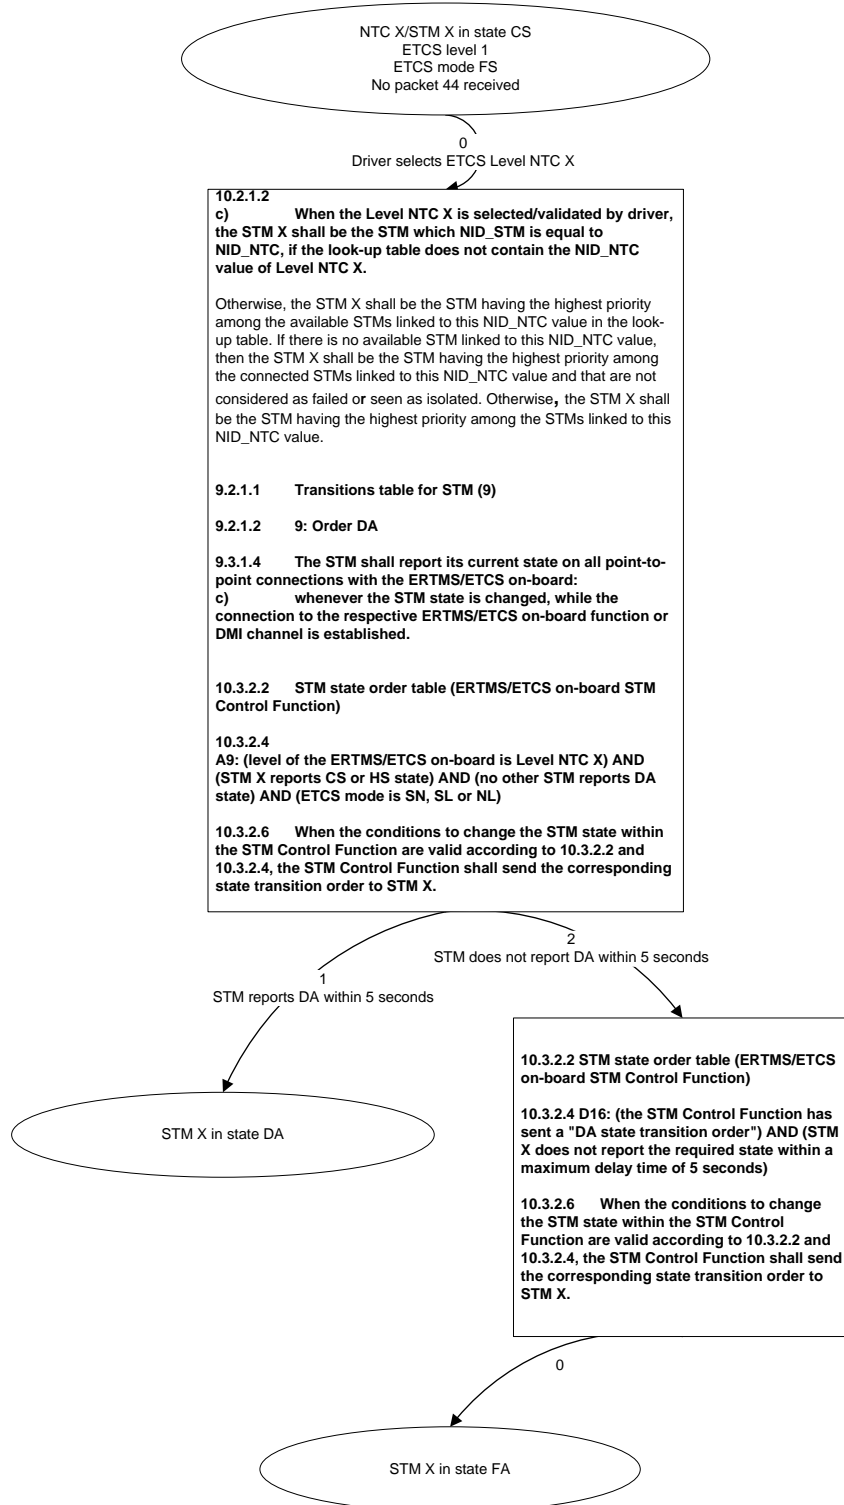 NTC X/STM X in state CS
ETCS level 1
ETCS mode FS
No packet 44 received
0
Driver selects ETCS Level NTC X
10.2.1.2
c) When the Level NTC X is selected/validated by driver,
the STM X shall be the STM which NID_STM is equal to
NID_NTC, if the look-up table does not contain the NID_NTC
value of Level NTC X.
Otherwise, the STM X shall be the STM having the highest priority
among the available STMs linked to this NID_NTC value in the look-
up table. If there is no available STM linked to this NID_NTC value,
then the STM X shall be the STM having the highest priority among
the connected STMs linked to this NID_NTC value and that are not
considered as failed or seen as isolated. Otherwise, the STM X shall
be the STM having the highest priority among the STMs linked to this
NID_NTC value.
9.2.1.1 Transitions table for STM (9)
9.2.1.2 9: Order DA
9.3.1.4 The STM shall report its current state on all point-to-
point connections with the ERTMS/ETCS on-board:
c) whenever the STM state is changed, while the
connection to the respective ERTMS/ETCS on-board function or
DMI channel is established.
10.3.2.2 STM state order table (ERTMS/ETCS on-board STM
Control Function)
10.3.2.4
A9: (level of the ERTMS/ETCS on-board is Level NTC X) AND
(STM X reports CS or HS state) AND (no other STM reports DA
state) AND (ETCS mode is SN, SL or NL)
10.3.2.6 When the conditions to change the STM state within
the STM Control Function are valid according to 10.3.2.2 and
10.3.2.4, the STM Control Function shall send the corresponding
state transition order to STM X.
2
STM does not report DA within 5 seconds
1
STM reports DA within 5 seconds
STM X in state DA
10.3.2.2 STM state order table (ERTMS/ETCS
on-board STM Control Function)
10.3.2.4 D16: (the STM Control Function has
sent a "DA state transition order") AND (STM
X does not report the required state within a
maximum delay time of 5 seconds)
10.3.2.6 When the conditions to change
the STM state within the STM Control
Function are valid according to 10.3.2.2 and
10.3.2.4, the STM Control Function shall send
the corresponding state transition order to
STM X.
0
STM X in state FA